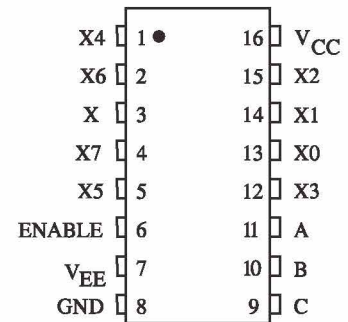 X4 1 16 VCC
X6 2 15 X2
X 3 14 X1
X7 4 13 X0
X5 5 12 X3
ENABLE 6 11 A
VEE 7 10 B
GND 8 9 C